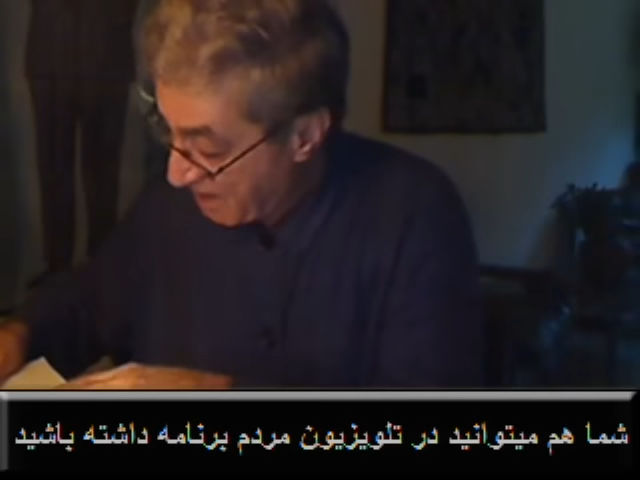 شما هم میتوانید در تلویزیون مردم برنامه داشته باشید